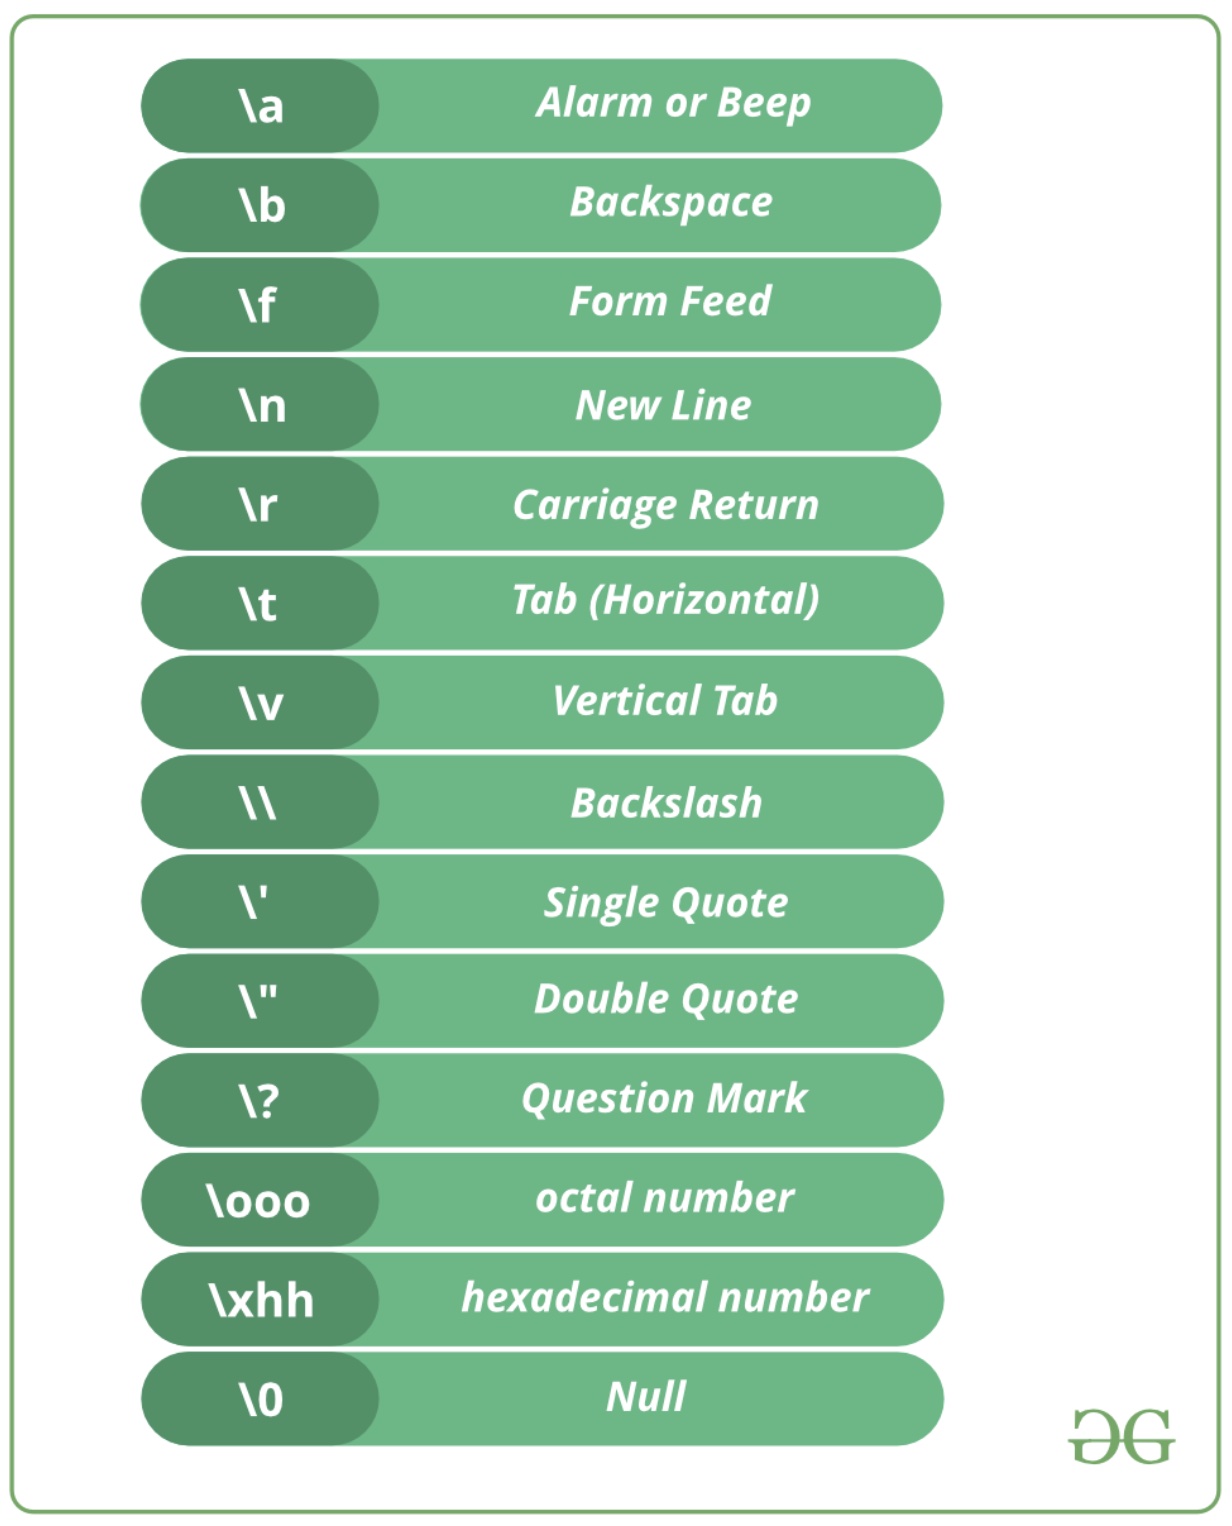 \a Alarm or Beep
\b Backspace
\f Form Feed
\n New Line
\r Carriage Return
\t Tab (Horizontal)
\v Vertical Tab
\\ Backslash
\' Single Quote
\" Double Quote
\? Question Mark
\ooo octal number
\xhh hexadecimal number
\0 Null